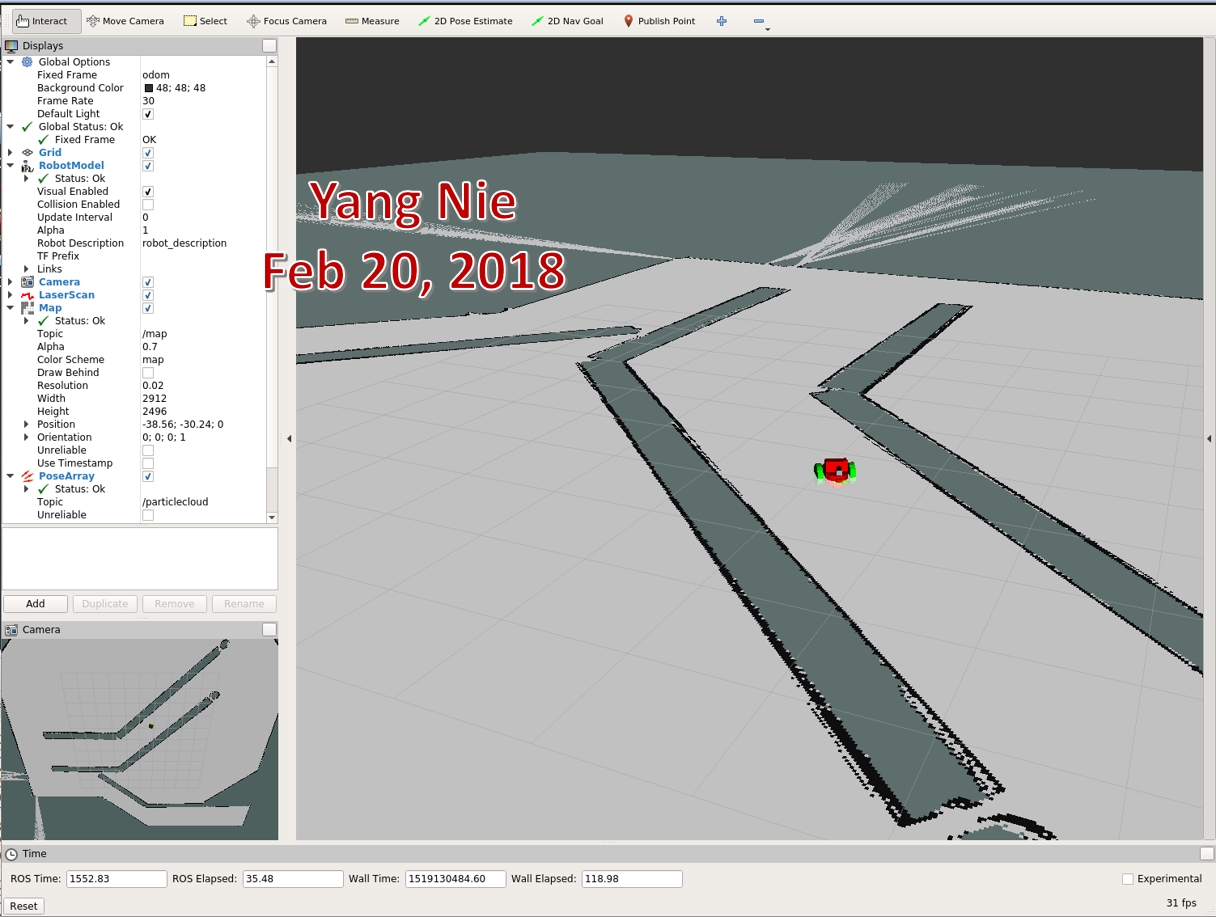 Interact Move Camera Select Focus Camera Measure 2D Pose Estimate 2D Nav Goal Publish Point
Displays
Global Options
Fixed Frame odom
Background Color 48; 48; 48
Frame Rate 30
Default Light
Global Status: Ok
Fixed Frame OK
Grid
RobotModel
Status: Ok
Visual Enabled
Collision Enabled
Update Interval 0
Alpha 1
Robot Description robot_description
TF Prefix
Links
Camera
LaserScan
Map
Status: Ok
Topic /map
Alpha 0.7
Color Scheme map
Draw Behind
Resolution 0.02
Width 2912
Height 2496
Position -38.56; -30.24; 0
Orientation 0; 0; 0; 1
Unreliable
Use Timestamp
PoseArray
Status: Ok
Topic /particlecloud
Unreliable
Add Duplicate Remove Rename
Camera
Yang Nie
Feb 20, 2018
Time
ROS Time: 1552.83 ROS Elapsed: 35.48 Wall Time: 1519130484.60 Wall Elapsed: 118.98 Experimental
Reset 31 fps